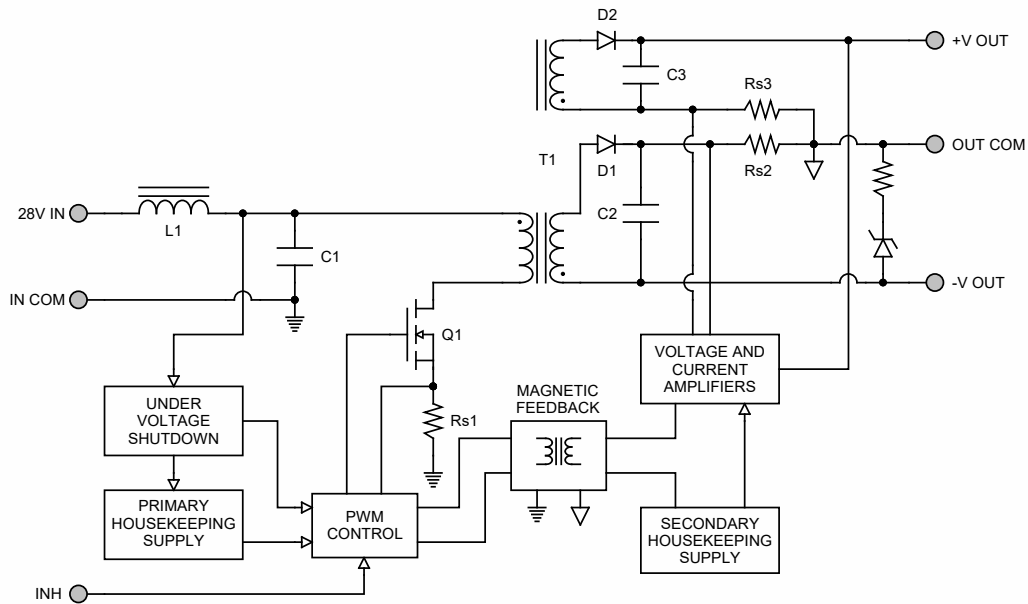 D2
+V OUT
C3
Rs3
OUT COM
T1
D1
Rs2
28V IN
L1
C2
C1
IN COM
-V OUT
Q1
VOLTAGE AND
CURRENT
AMPLIFIERS
MAGNETIC
FEEDBACK
UNDER
VOLTAGE
SHUTDOWN
Rs1
PRIMARY
HOUSEKEEPING
SUPPLY
PWM
CONTROL
SECONDARY
HOUSEKEEPING
SUPPLY
INH